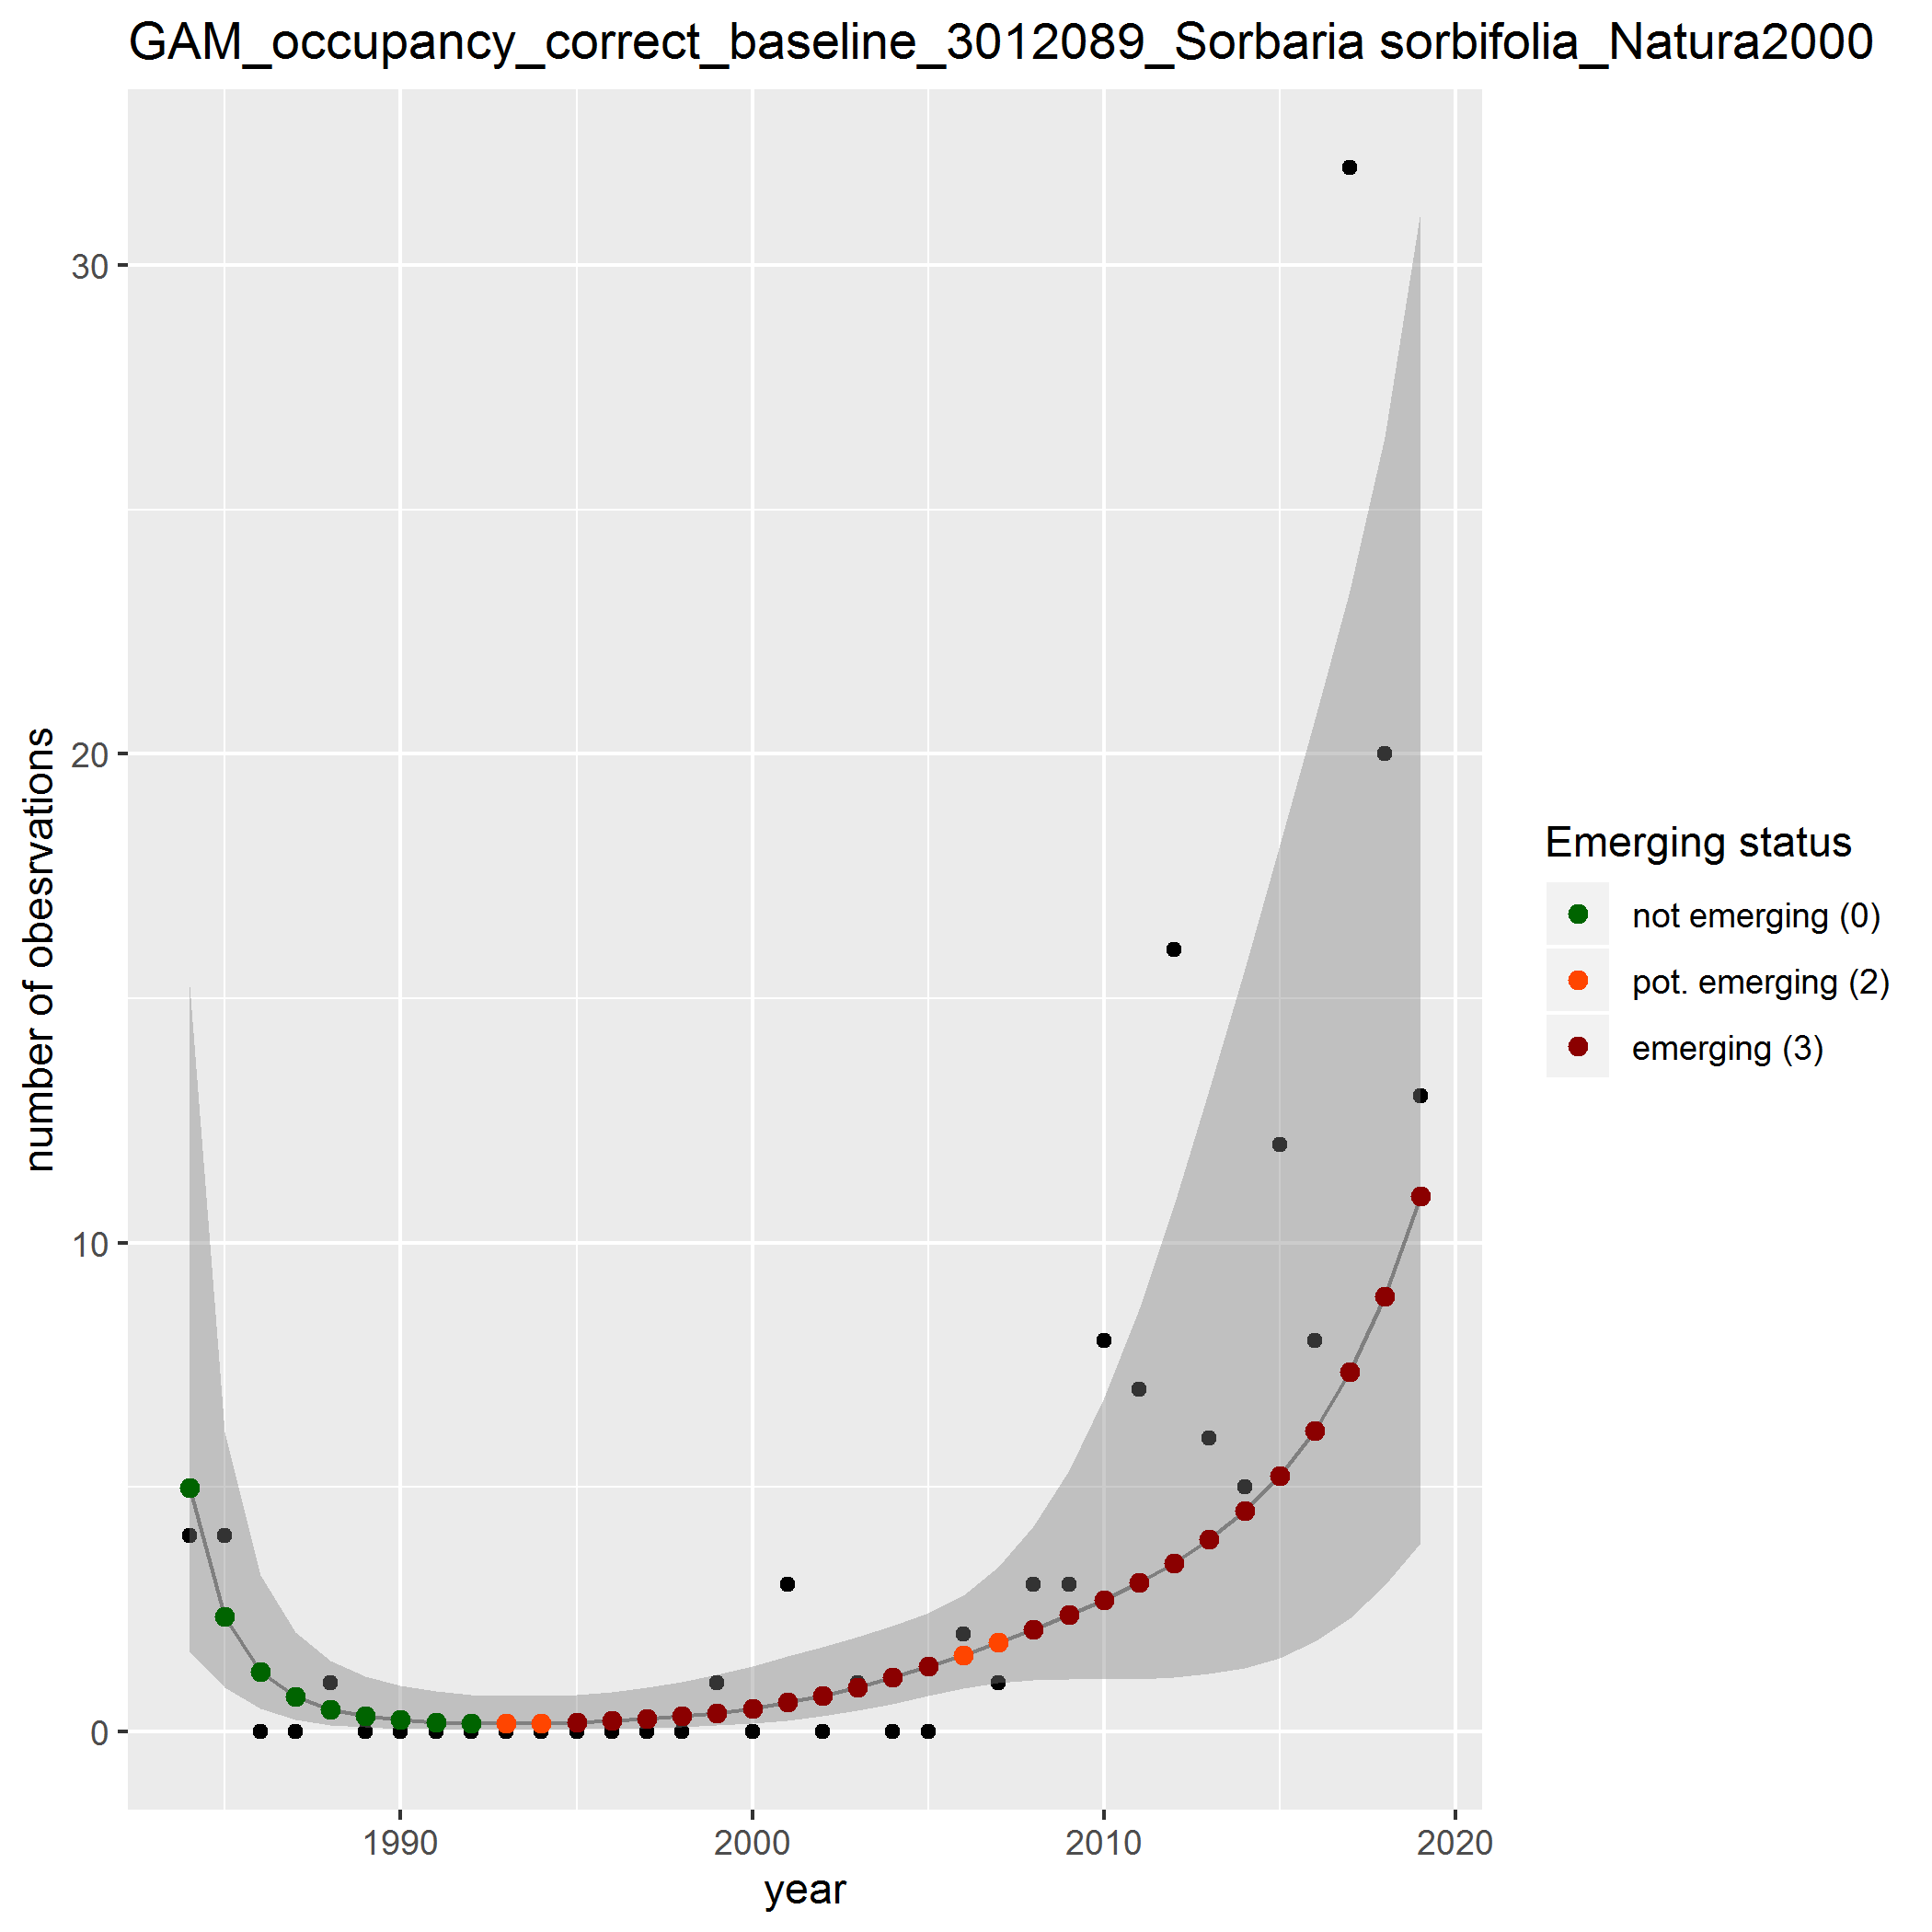 GAM_occupancy_correct_baseline_3012089_Sorbaria sorbifolia_Natura2000
number of obesrvations
30
20
10
0
1990
2000
2010
2020
year
Emerging status
not emerging (0)
pot. emerging (2)
emerging (3)